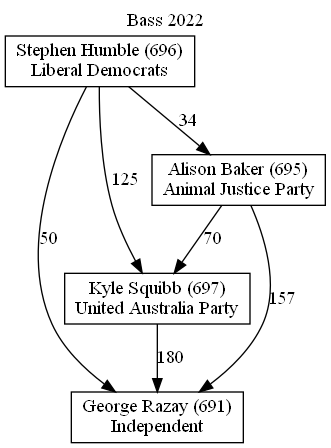 Bass 2022
Stephen Humble (696)
Liberal Democrats
34
Alison Baker (695)
Animal Justice Party
125
50
70
Kyle Squibb (697)
United Australia Party
157
180
George Razay (691)
Independent